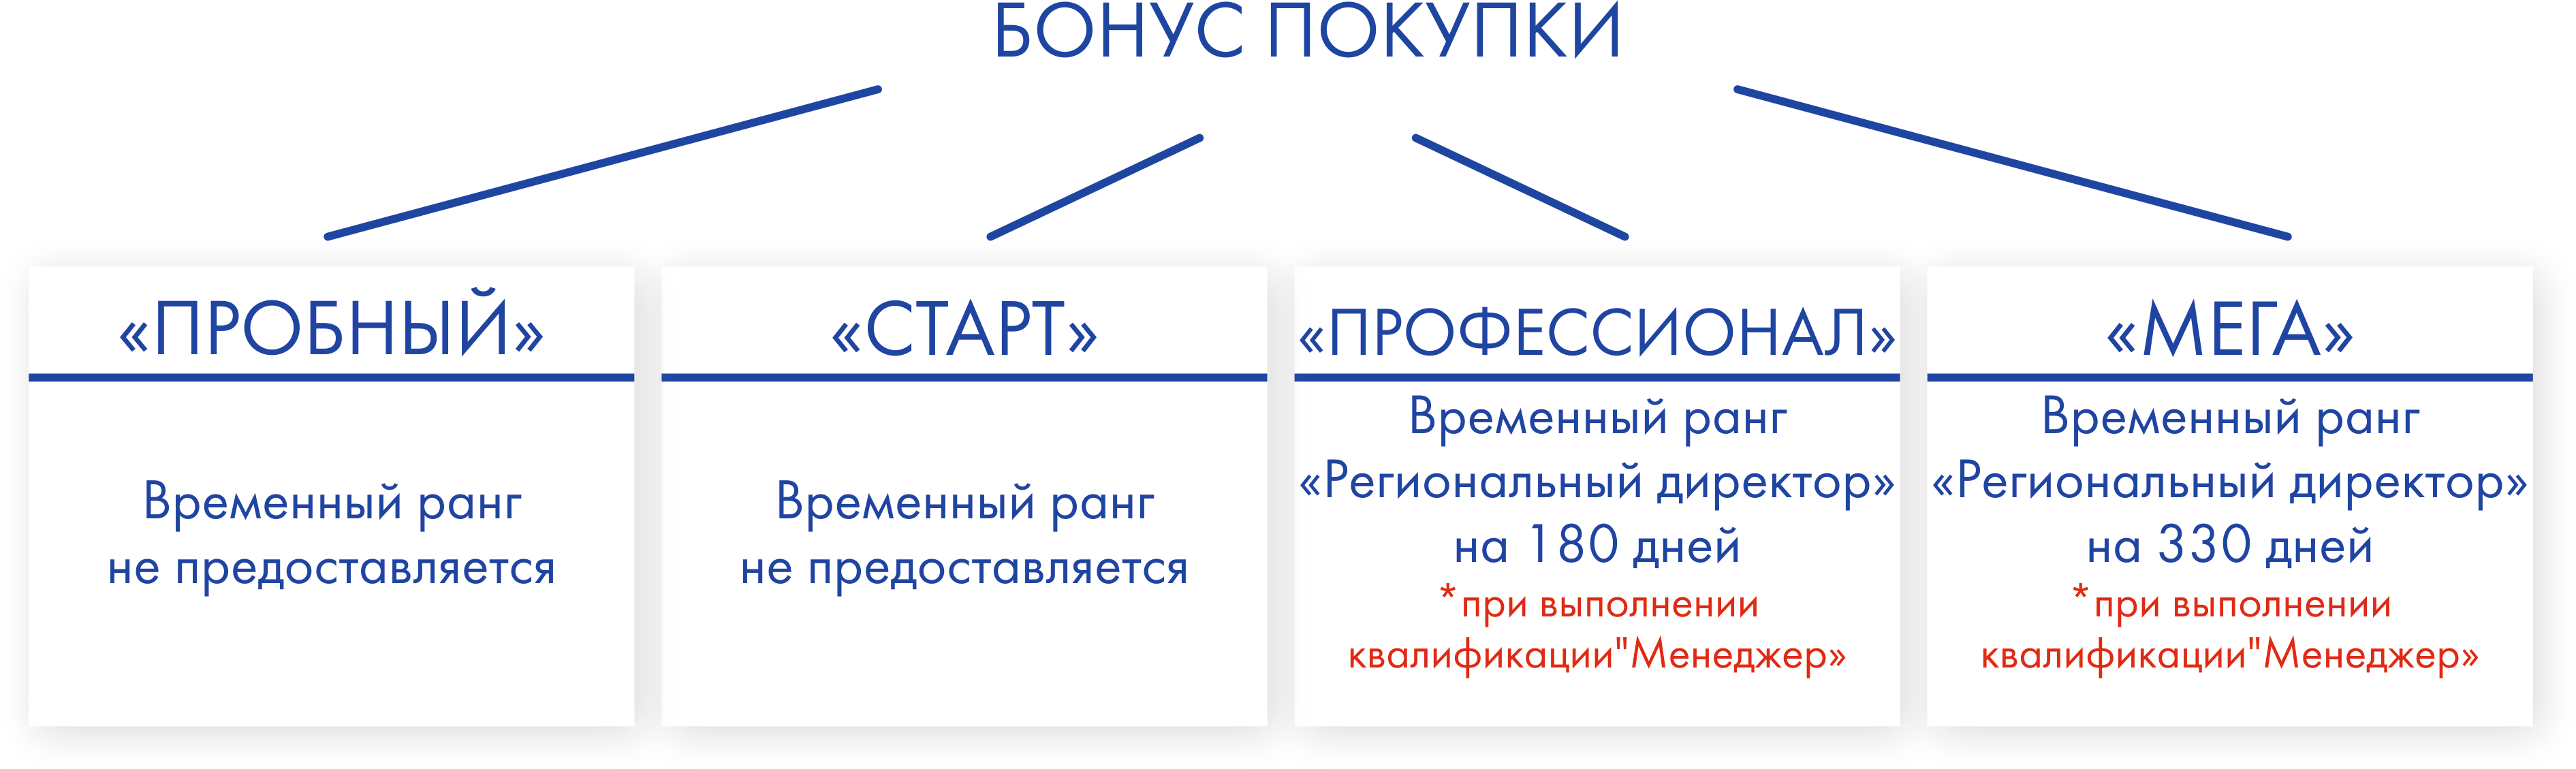 БОНУС ПОКУПКИ
«ПРОБНЫЙ»
Временный ранг
не предоставляется
«СТАРТ»
Временный ранг
не предоставляется
«ПРОФЕССИОНАЛ»
Временный ранг
«Региональный директор»
на 180 дней
*при выполнении
квалификации"Менеджер»
«МЕГА»
Временный ранг
«Региональный директор»
на 330 дней
*при выполнении
квалификации"Менеджер»